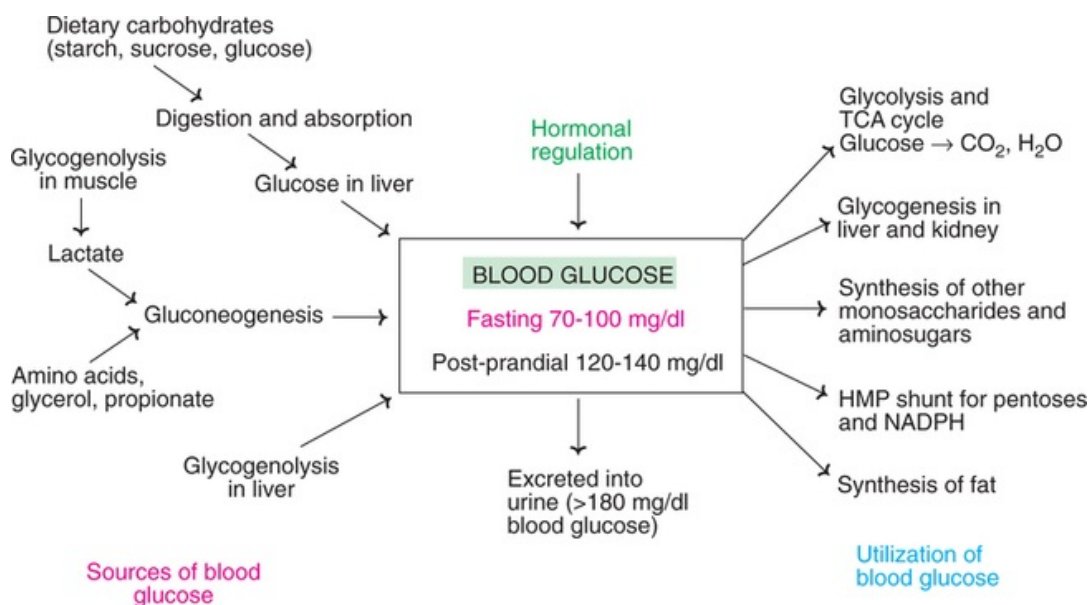 Dietary carbohydrates
(starch, sucrose, glucose)
Digestion and absorption
Glycogenolysis
in muscle
Glucose in liver
Lactate
Gluconeogenesis
Amino acids,
glycerol, propionate
Glycogenolysis
in liver
Sources of blood
glucose
Hormonal
regulation
BLOOD GLUCOSE
Fasting 70-100 mg/dl
Post-prandial 120-140 mg/dl
Excreted into
urine (>180 mg/dl
blood glucose)
Glycolysis and
TCA cycle
Glucose → CO₂, H₂O
Glycogenesis in
liver and kidney
Synthesis of other
monosaccharides and
aminosugars
HMP shunt for pentoses
and NADPH
Synthesis of fat
Utilization of
blood glucose